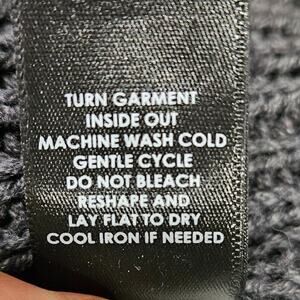 TURN GARMENT
INSIDE OUT
MACHINE WASH COLD
GENTLE CYCLE
DO NOT BLEACH
RESHAPE AND
LAY FLAT TO DRY
COOL IRON IF NEEDED